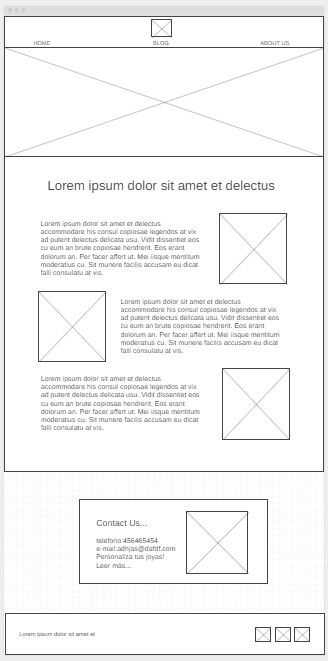 HOME BLOG ABOUT US
Lorem ipsum dolor sit amet et delectus
Lorem ipsum dolor sit amet et delectus
accommodare his consul copiosae legendos at vix
ad putent delectus delicata usu. Vidit dissentiet eos
cu eum an brute copiosae hendrerit. Eos erant
dolorum an. Per facer affert ut. Mei iisque mentitum
moderatius cu. Sit munere facilis accusam eu dicat
falli consulatu at vis.
Lorem ipsum dolor sit amet et delectus
accommodare his consul copiosae legendos at vix
ad putent delectus delicata usu. Vidit dissentiet eos
cu eum an brute copiosae hendrerit. Eos erant
dolorum an. Per facer affert ut. Mei iisque mentitum
moderatius cu. Sit munere facilis accusam eu dicat
falli consulatu at vis.
Lorem ipsum dolor sit amet et delectus
accommodare his consul copiosae legendos at vix
ad putent delectus delicata usu. Vidit dissentiet eos
cu eum an brute copiosae hendrerit. Eos erant
dolorum an. Per facer affert ut. Mei iisque mentitum
moderatius cu. Sit munere facilis accusam eu dicat
falli consulatu at vis.
Contact Us...
telefono:456465454
e-mail:adhjas@dafdf.com
Personaliza tus joyas!
Leer más...
Lorem ipsum dolor sit amet et